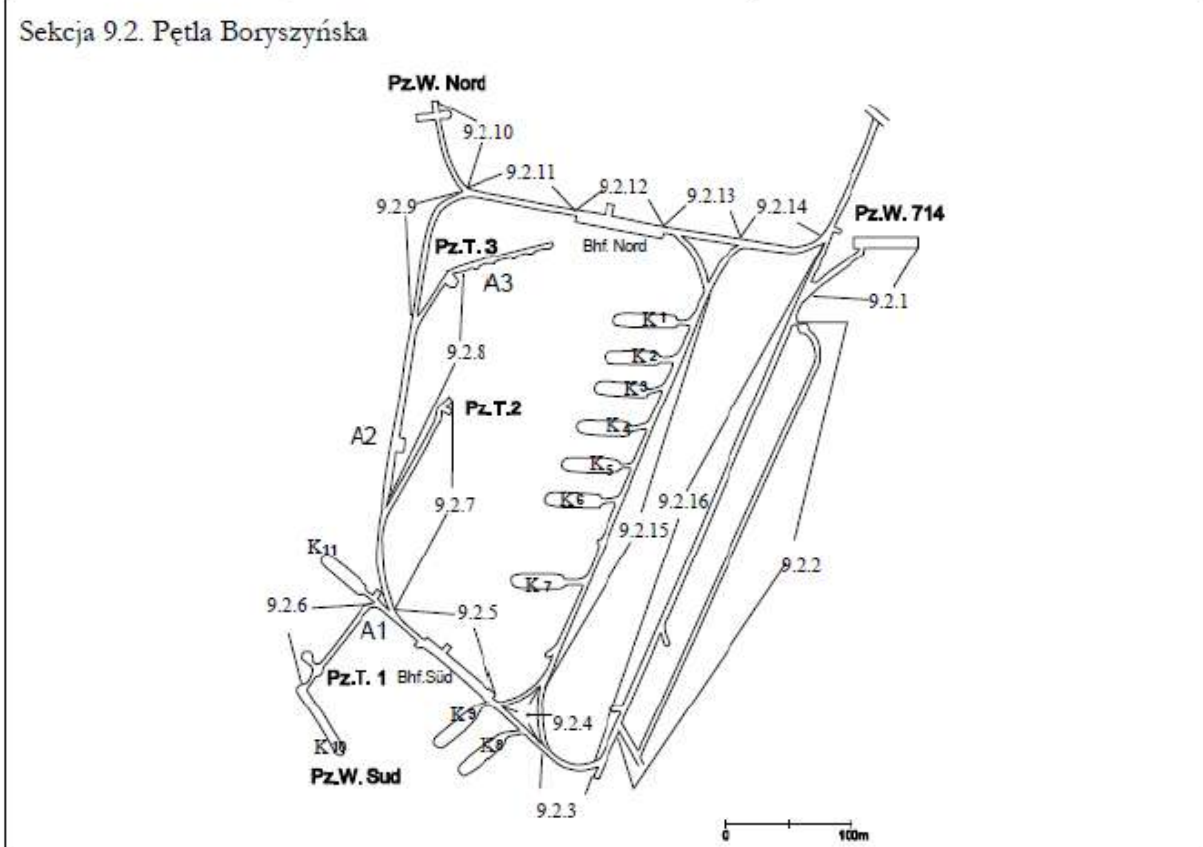 Sekcja 9.2. Pętla Boryszyńska
Pz.W. Nord
9.2.10
9.2.11
9.2.12
9.2.13
9.2.14
9.2.9
Pz.W. 714
Pz.T. 3
Bhf. Nord
A3
9.2.1
K1
9.2.8
K2
K3
Pz.T.2
K4
A2
K5
9.2.7
K6
9.2.16
9.2.15
K11
9.2.2
K7
9.2.6
9.2.5
A1
Pz.T. 1
Bhf.Süd
K9
9.2.4
K8
K10
Pz.W. Sud
9.2.3
0
100m